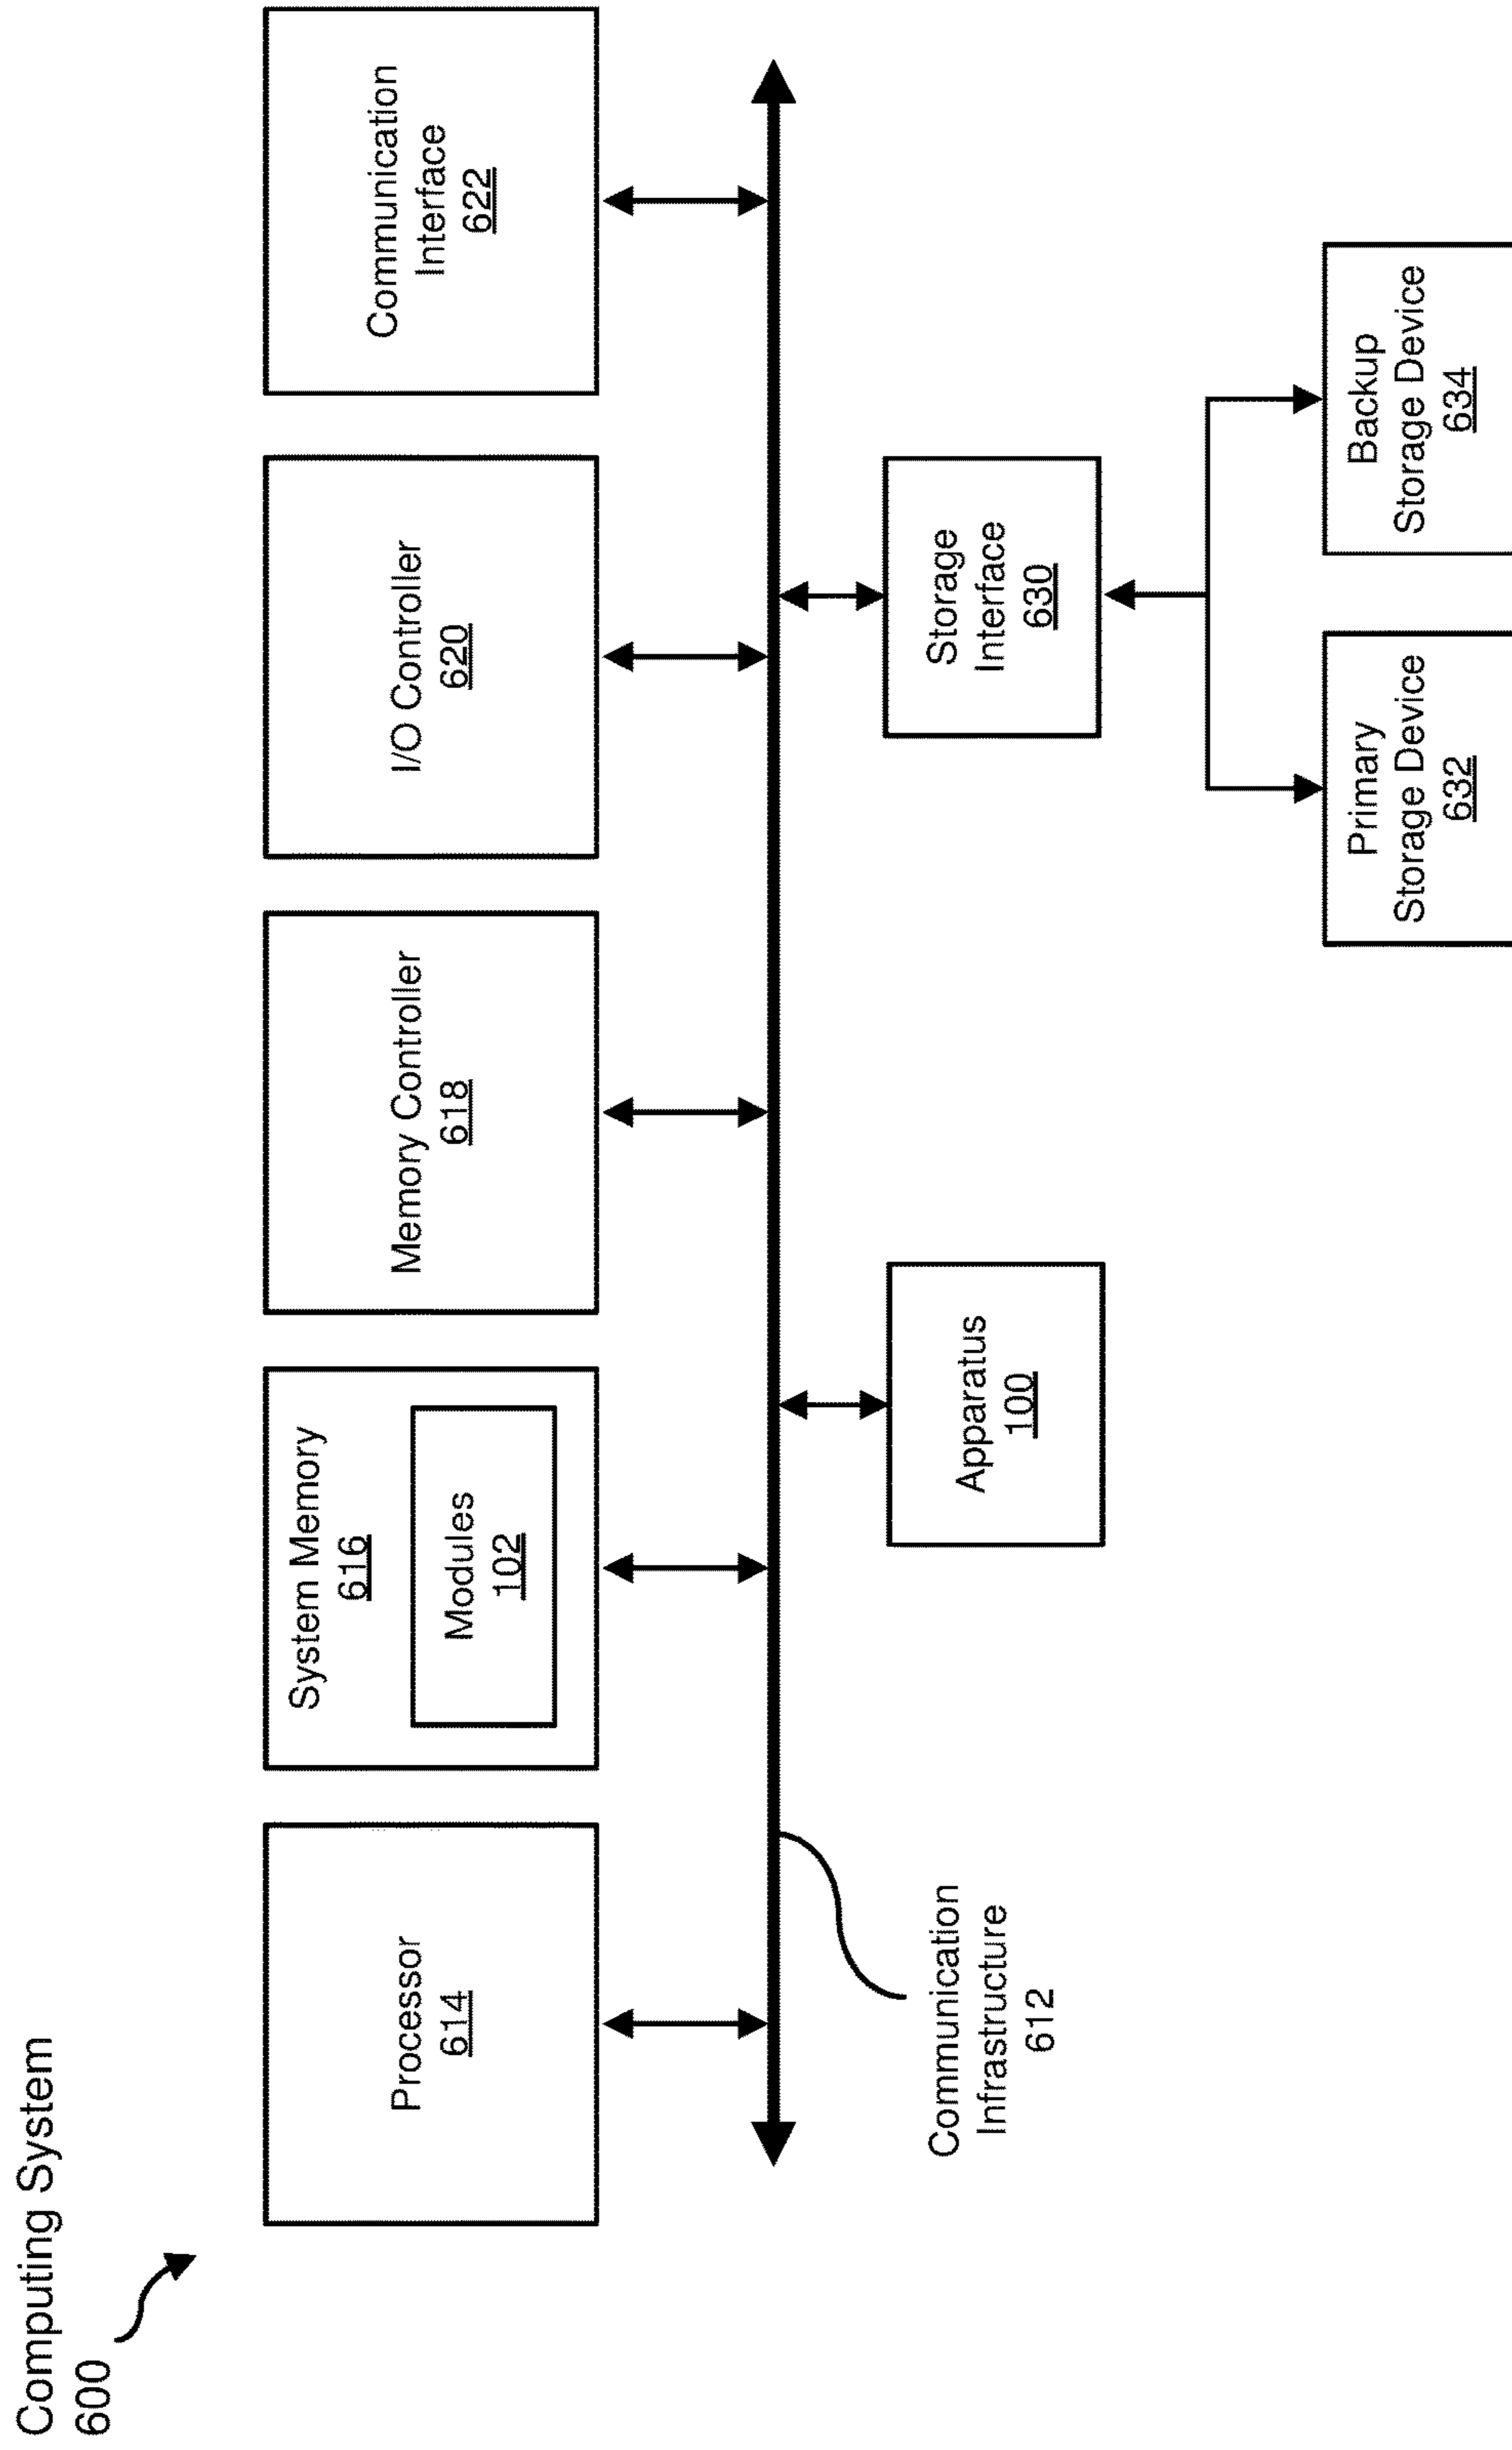 Computing System
600
Processor
614
System Memory
616
Modules
102
Memory Controller
618
I/O Controller
620
Communication
Interface
622
Communication
Infrastructure
612
Apparatus
100
Storage
Interface
630
Primary
Storage Device
632
Backup
Storage Device
634